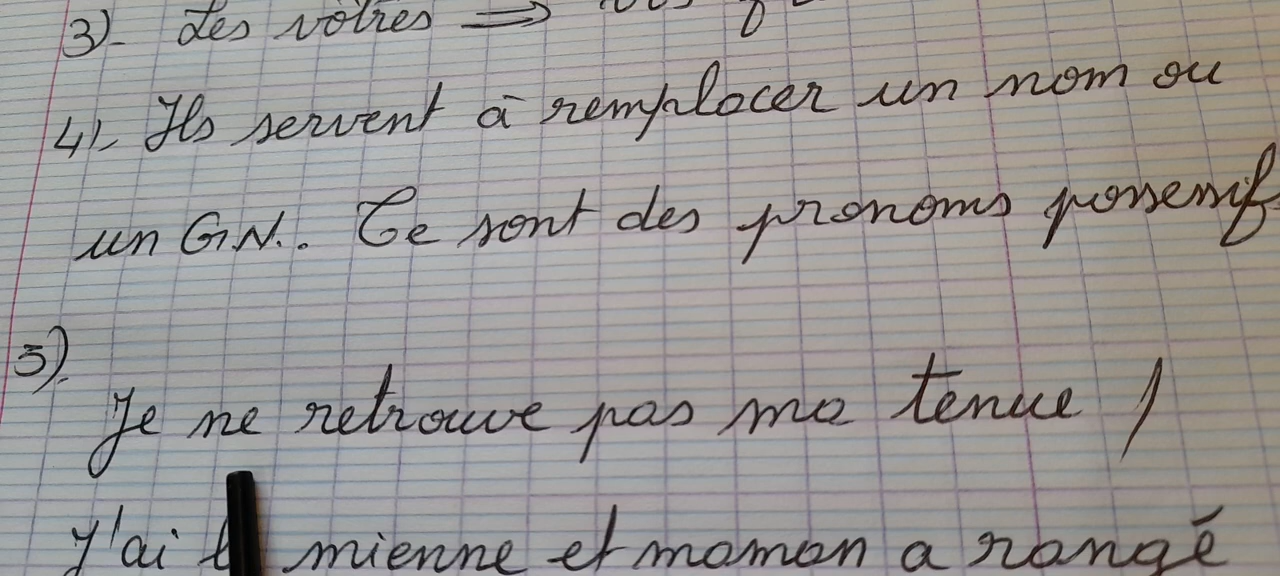 3)- Les vôtres ⇒
4)- Ils servent à remplacer un nom ou
un G.N.. Ce sont des pronoms possessif
5).
Je ne retrouve pas ma tenue /
J'ai mienne et maman a rangé